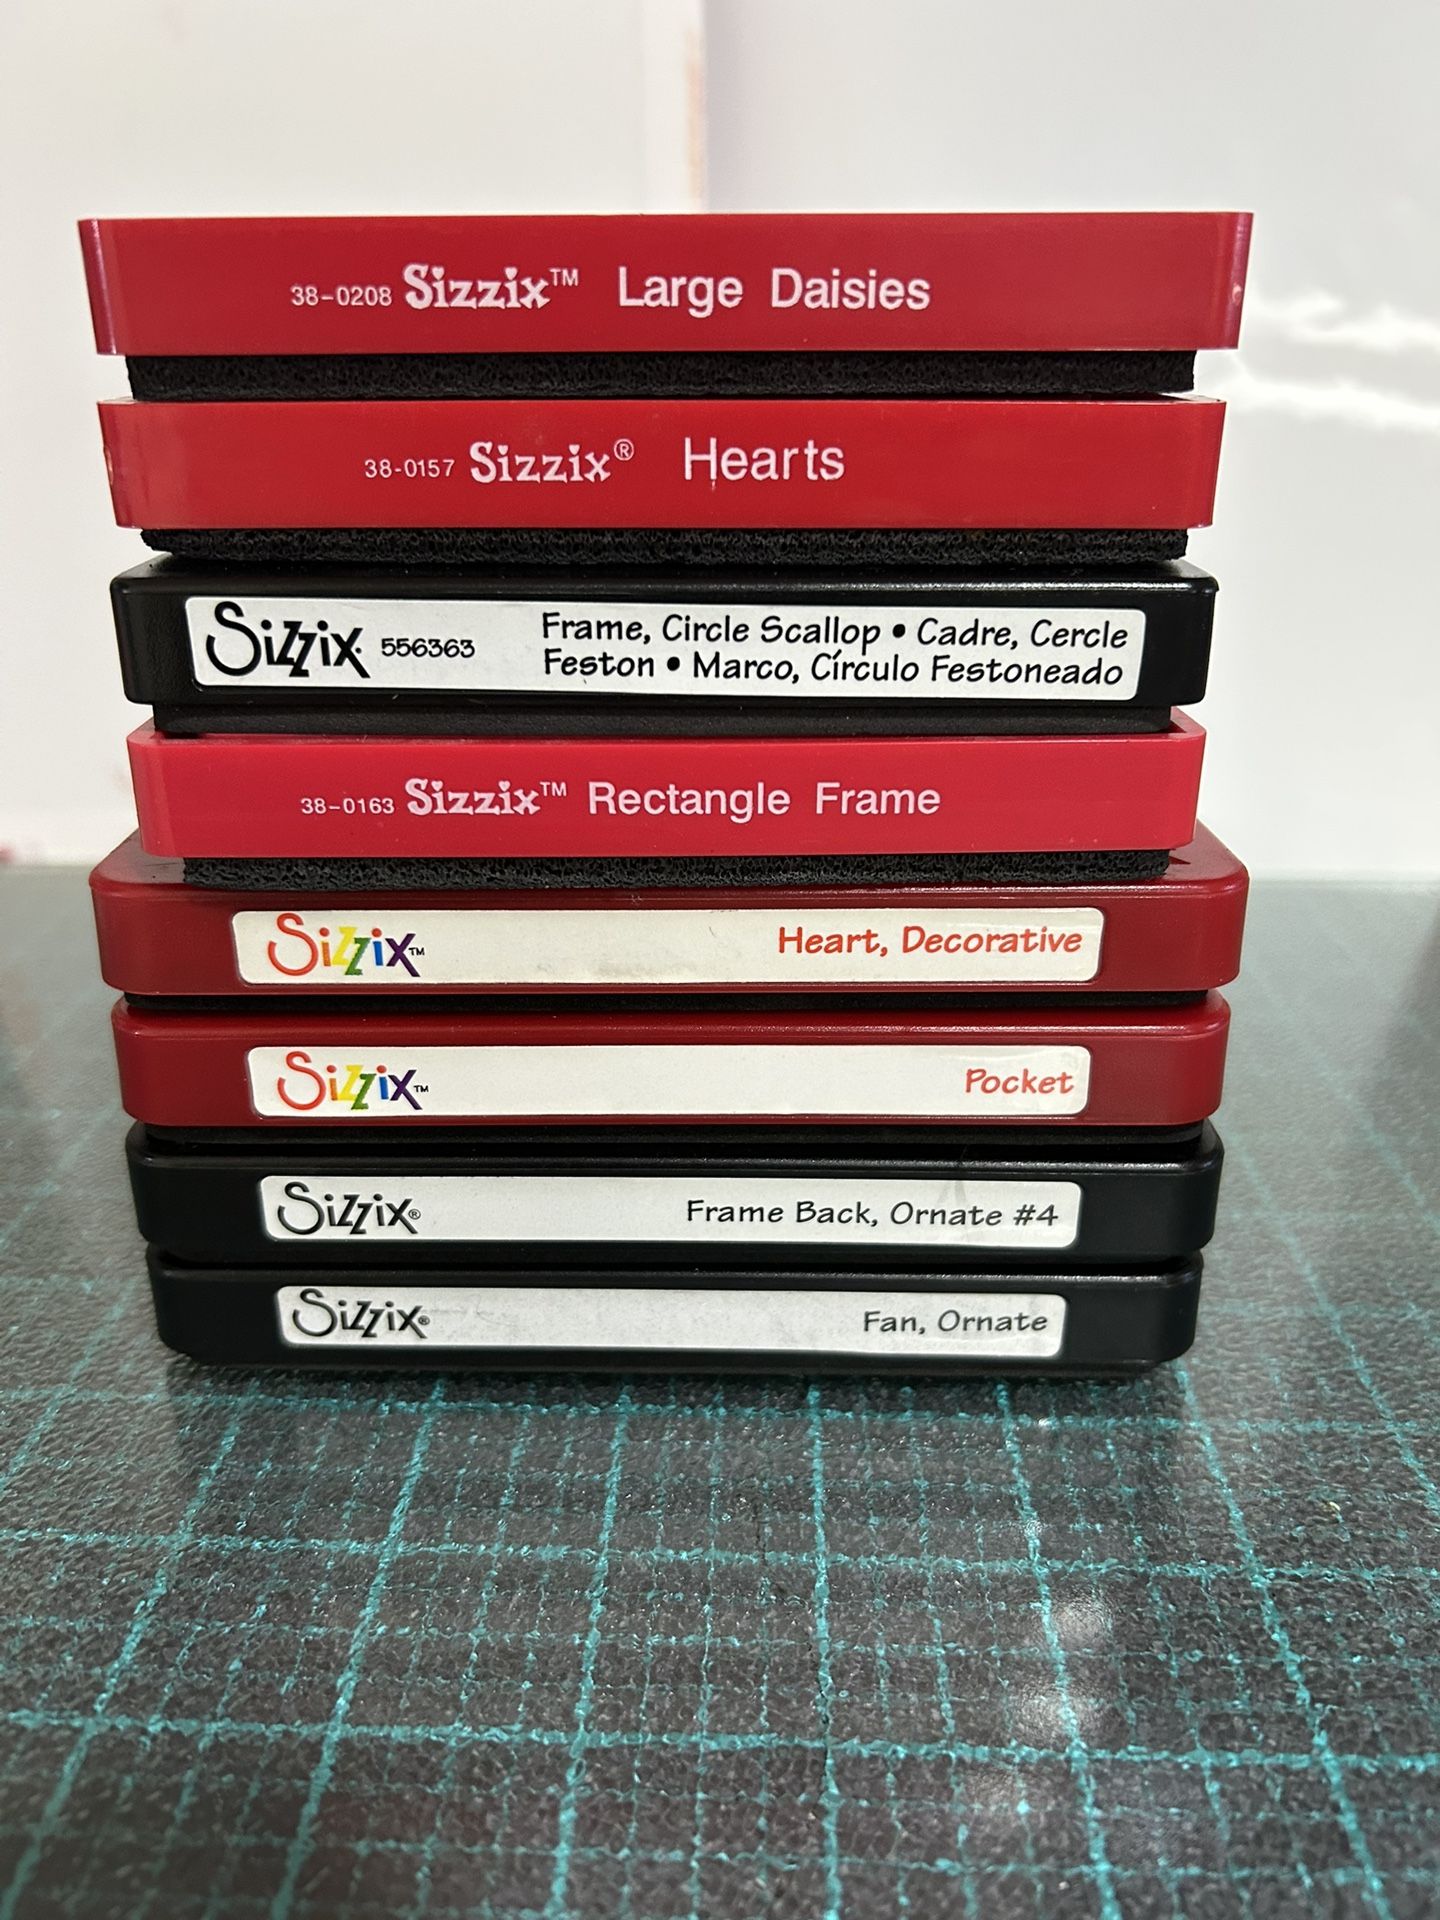 38-0208 Sizzix™ Large Daisies
38-0157 Sizzix® Hearts
Sizzix 556363 Frame, Circle Scallop • Cadre, Cercle
Feston • Marco, Círculo Festoneado
38-0163 Sizzix™ Rectangle Frame
Sizzix™ Heart, Decorative
Sizzix™ Pocket
Sizzix® Frame Back, Ornate #4
Sizzix® Fan, Ornate